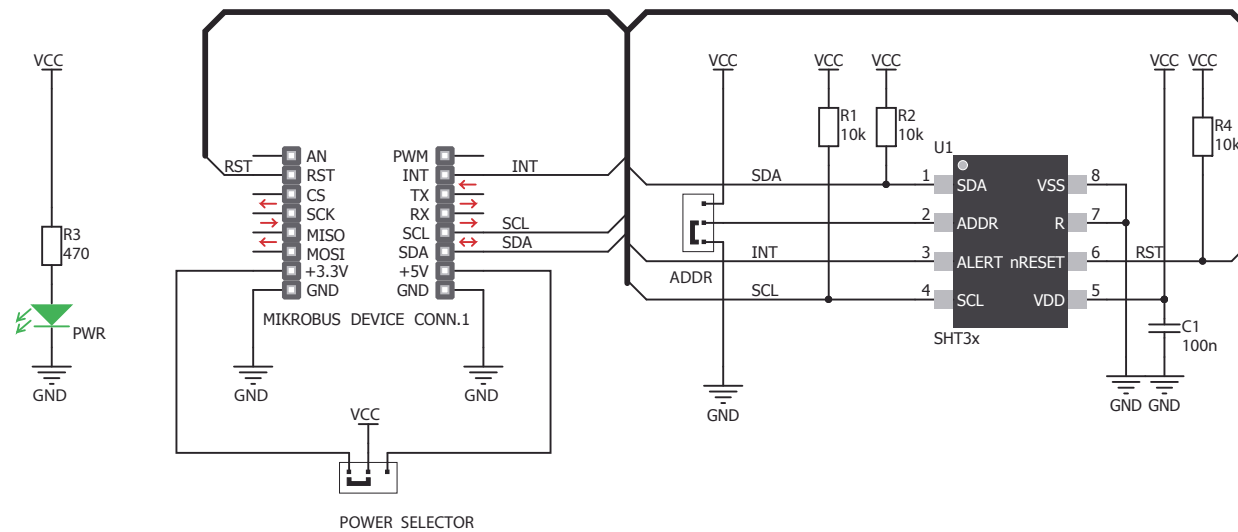 VCC
R3
470
PWR
GND
RST
AN
RST
CS
SCK
MISO
MOSI
+3.3V
GND
PWM
INT
TX
RX
SCL
SDA
+5V
GND
INT
SCL
SDA
MIKROBUS DEVICE CONN.1
GND
GND
VCC
POWER SELECTOR
VCC
ADDR
GND
VCC
R1
10k
VCC
R2
10k
SDA
INT
SCL
U1
1
2
3
4
SDA
ADDR
ALERT
SCL
VSS
R
nRESET
VDD
8
7
6
5
SHT3x
RST
VCC
VCC
R4
10k
C1
100n
GND GND